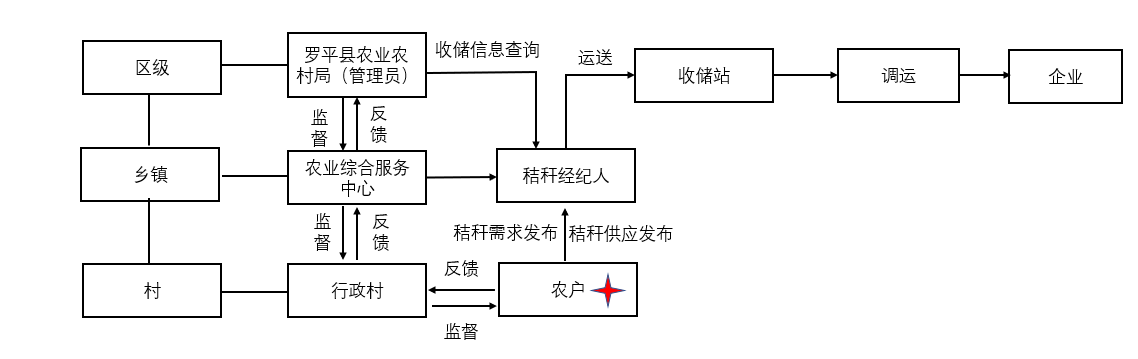 区级
罗平县农业农
村局（管理员）
收储信息查询
运送
收储站
调运
企业
监
督
反
馈
乡镇
农业综合服务
中心
秸秆经纪人
监
督
反
馈
秸秆需求发布
秸秆供应发布
村
行政村
反馈
农户
监督